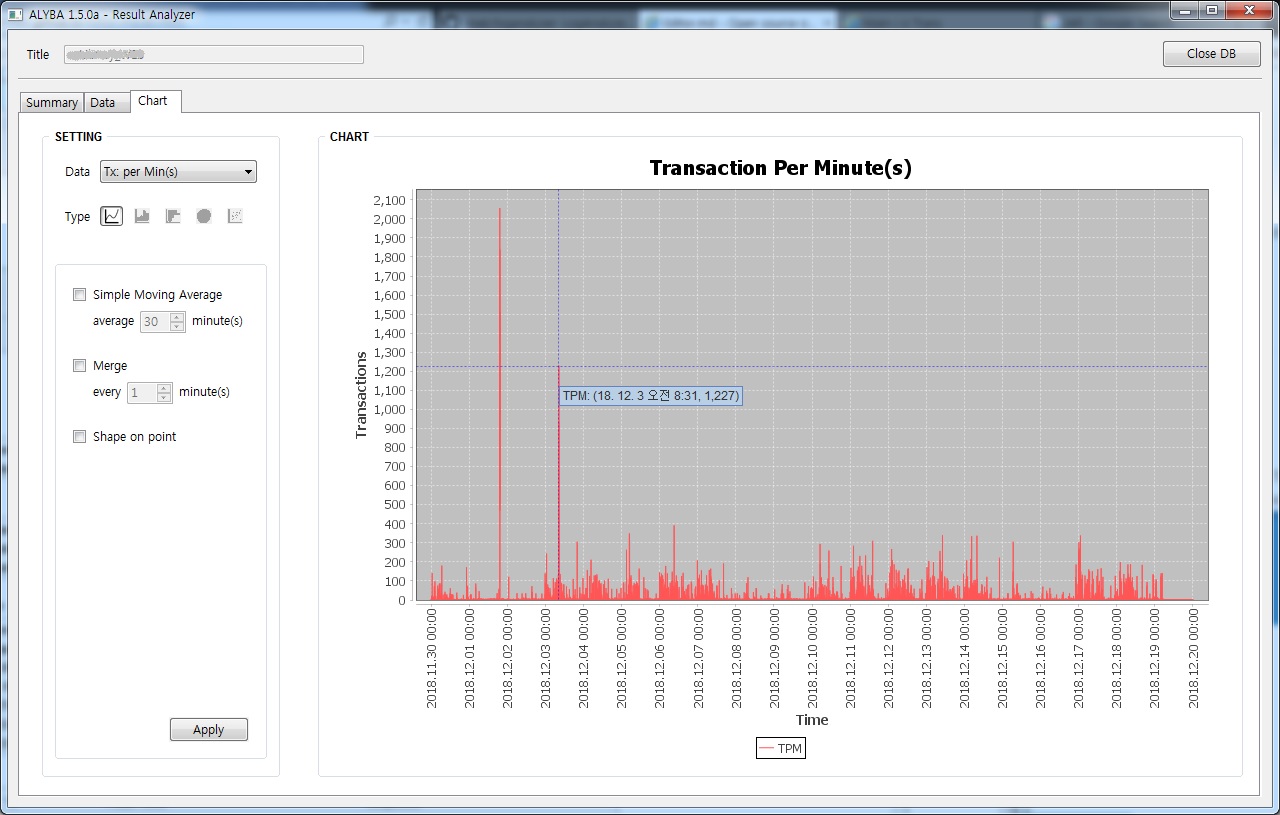 ALYBA 1.5.0a - Result Analyzer
Title
Close DB
Summary
Data
Chart
SETTING
Data
Tx: per Min(s)
Type
Simple Moving Average
average 30 minute(s)
Merge
every 1 minute(s)
Shape on point
Apply
CHART
Transaction Per Minute(s)
Transactions
2,100
2,000
1,900
1,800
1,700
1,600
1,500
1,400
1,300
1,200
1,100
1,000
900
800
700
600
500
400
300
200
100
0
TPM: (18. 12. 3 오전 8:31, 1,227)
2018.11.30 00:00
2018.12.01 00:00
2018.12.02 00:00
2018.12.03 00:00
2018.12.04 00:00
2018.12.05 00:00
2018.12.06 00:00
2018.12.07 00:00
2018.12.08 00:00
2018.12.09 00:00
2018.12.10 00:00
2018.12.11 00:00
2018.12.12 00:00
2018.12.13 00:00
2018.12.14 00:00
2018.12.15 00:00
2018.12.16 00:00
2018.12.17 00:00
2018.12.18 00:00
2018.12.19 00:00
2018.12.20 00:00
Time
TPM